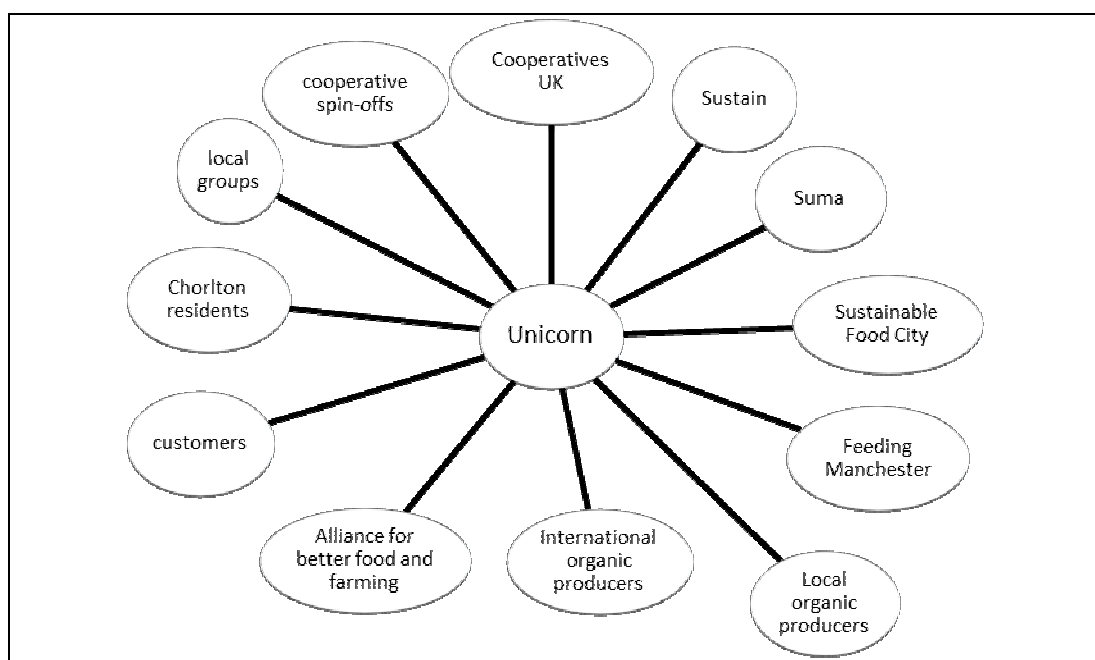 Cooperatives
UK
cooperative
spin-offs
Sustain
local
groups
Suma
Chorlton
residents
Unicorn
Sustainable
Food City
customers
Feeding
Manchester
Alliance for
better food and
farming
International
organic
producers
Local
organic
producers